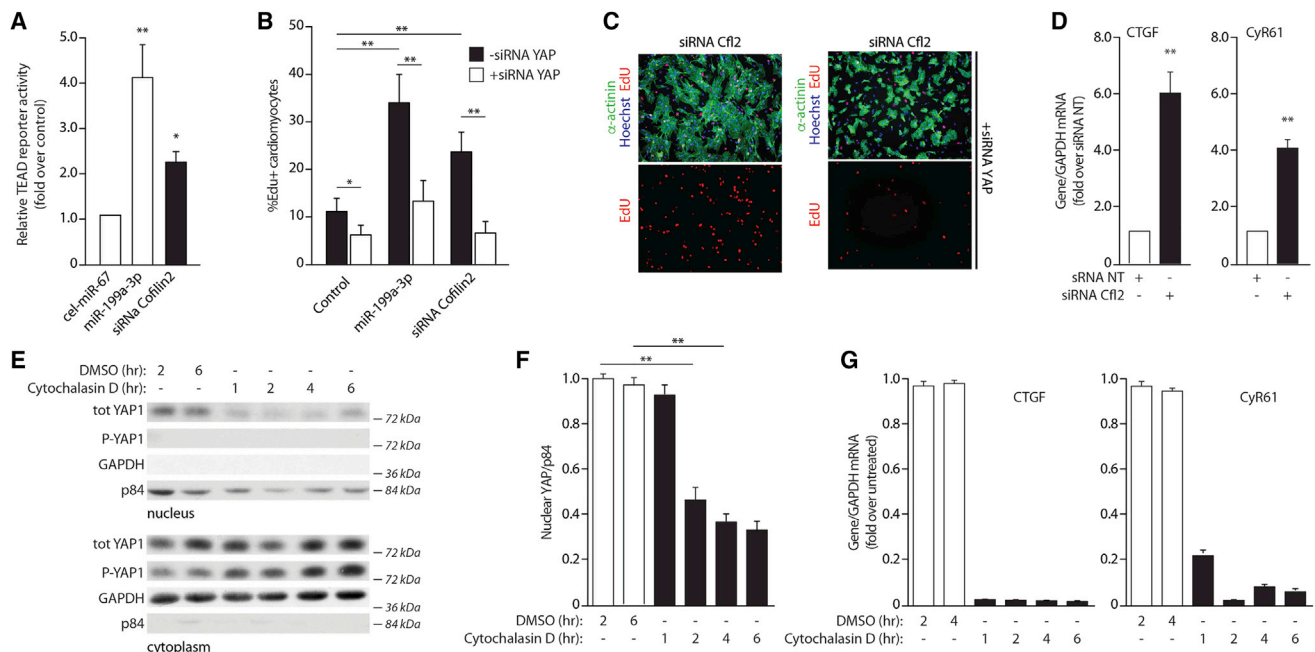 A
Relative TEAD reporter activity
(fold over control)
5.0
4.0
3.0
2.0
1.0
0
**
*
cel-miR-67
miR-199a-3p
siRNa Cofilin2
B
%Edu+ cardiomyocytes
50
40
30
20
10
0
**
**
**
**
*
-siRNA YAP
+siRNA YAP
Control
miR-199a-3p
siRNA Cofilin2
C
siRNA Cfl2
siRNA Cfl2
α-actinin
Hoechst EdU
EdU
α-actinin
Hoechst EdU
EdU
+siRNA YAP
D
CTGF
CyR61
Gene/GAPDH mRNA
(fold over siRNA NT)
8.0
6.0
4.0
2.0
0
**
8.0
6.0
4.0
2.0
0
**
sRNA NT + - + -
siRNA Cfl2 - + - +
E
DMSO (hr): 2 6 - - - -
Cytochalasin D (hr): - - 1 2 4 6
tot YAP1
72 kDa
P-YAP1
72 kDa
GAPDH
36 kDa
p84
84 kDa
nucleus
tot YAP1
72 kDa
P-YAP1
72 kDa
GAPDH
36 kDa
p84
84 kDa
cytoplasm
F
Nuclear YAP/p84
1.0
0.8
0.6
0.4
0.2
0
**
**
DMSO (hr): 2 6 - - - -
Cytochalasin D (hr): - - 1 2 4 6
G
Gene/GAPDH mRNA
(fold over untreated)
1.0
0.8
0.6
0.4
0.2
0
CTGF
1.0
0.8
0.6
0.4
0.2
0
CyR61
DMSO (hr): 2 4 - - - - 2 4 - - - -
Cytochalasin D (hr): - - 1 2 4 6 - - 1 2 4 6